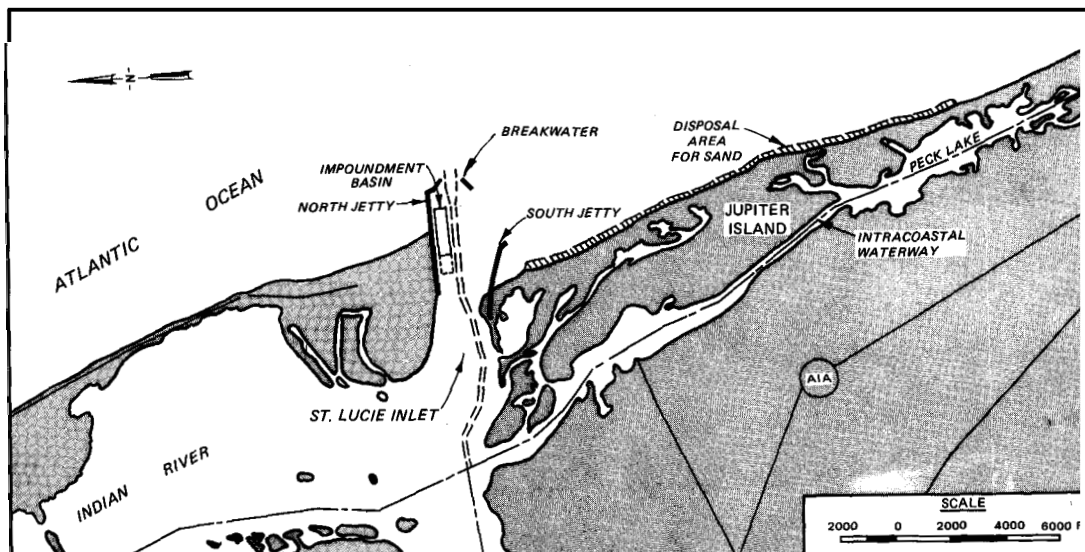 N
BREAKWATER
IMPOUNDMENT
BASIN
NORTH JETTY
OCEAN
ATLANTIC
DISPOSAL
AREA
FOR SAND
PECK LAKE
SOUTH JETTY
JUPITER
ISLAND
INTRACOASTAL
WATERWAY
A1A
ST. LUCIE INLET
INDIAN RIVER
SCALE
2000 0 2000 4000 6000 F